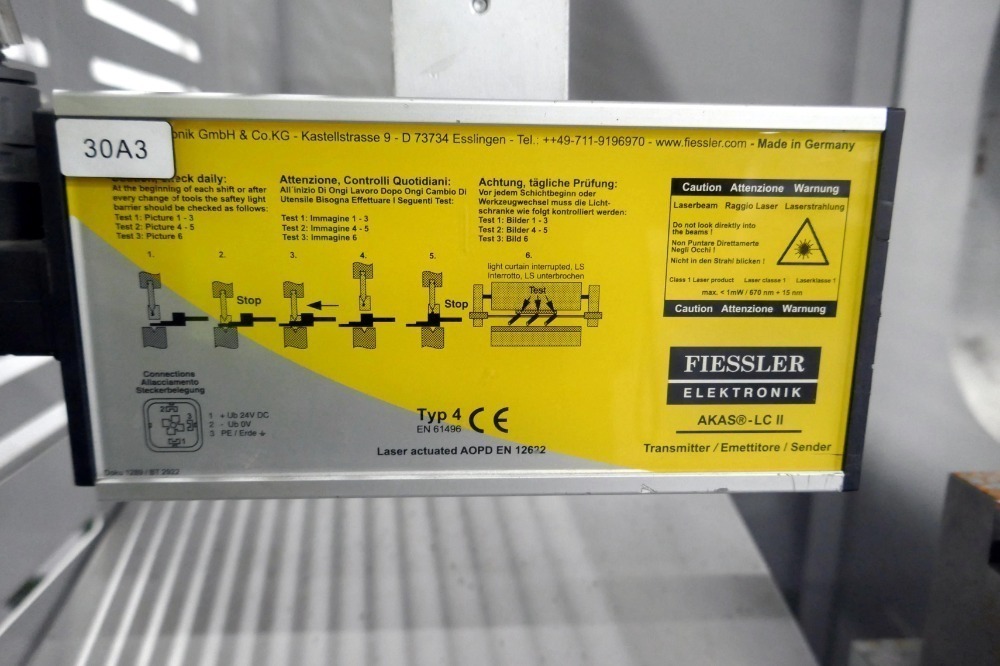 30A3
GmbH & Co.KG - Kastellstrasse 9 - D 73734 Esslingen - Tel.: ++49-711-9196970 - www.fiessler.com - Made in Germany
check daily:
At the beginning of each shift or after
every change of tools the saftey light
barrier should be checked as follows:
Test 1: Picture 1 - 3
Test 2: Picture 4 - 5
Test 3: Picture 6
Attenzione, Controlli Quotidiani:
All´inizio Di Ongi Lavoro Dopo Ongi Cambio Di
Utensile Bisogna Effettuare I Seguenti Test:
Test 1: Immagine 1 - 3
Test 2: Immagine 4 - 5
Test 3: Immagine 6
Achtung, tägliche Prüfung:
Vor jedem Schichtbeginn oder
Werkzeugwechsel muss die Licht-
schranke wie folgt kontrolliert werden:
Test 1: Bilder 1 - 3
Test 2: Bilder 4 - 5
Test 3: Bild 6
1. 2. 3. 4. 5. 6.
light curtain interrupted, LS
Interrotto, LS unterbrochen
Stop
Stop
Test
Caution Attenzione Warnung
Laserbeam Raggio Laser Laserstrahlung
Do not look diektly into
the beams !
Non Puntare Direttamerte
Negli Occhi !
Nicht in den Strahl blicken !
Class 1 Laser product Laser classe 1 Laserklasse 1
max. < 1mW / 670 nm + 15 nm
Caution Attenzione Warnung
FIESSLER
ELEKTRONIK
AKAS®-LC II
Transmitter / Emettitore / Sender
Connections
Allacciamento
Steckerbelegung
2
3
1
1 + Ub 24V DC
2 - Ub 0V
3 PE / Erde
Typ 4 CE
EN 61496
Laser actuated AOPD EN 12622
Doku 1289 / BT 2502